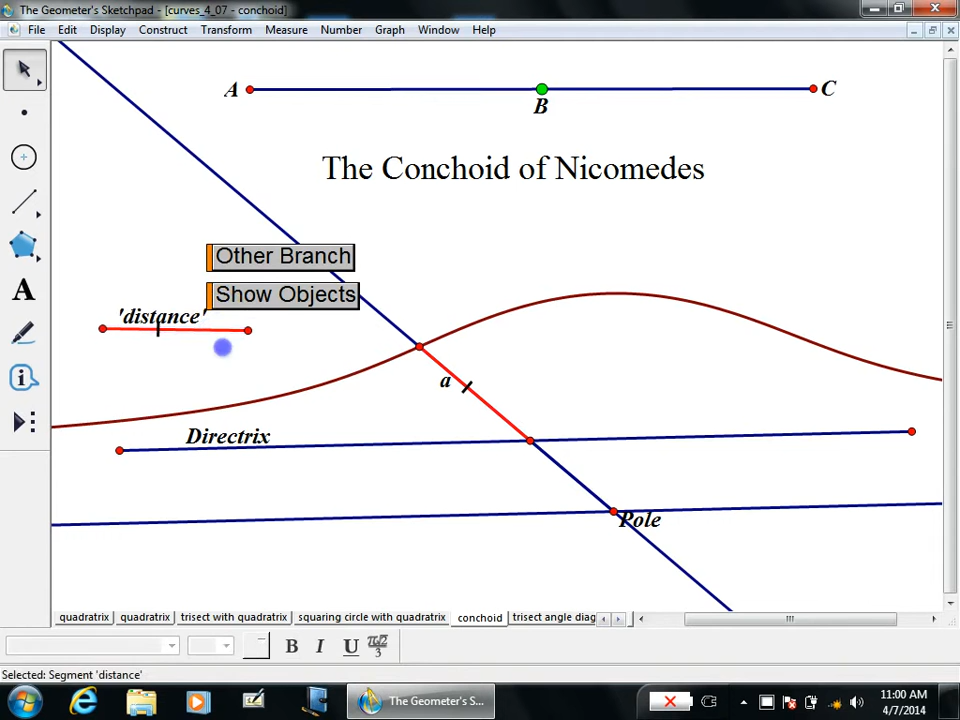 The Geometer's Sketchpad - [curves_4_07 - conchoid]
File Edit Display Construct Transform Measure Number Graph Window Help
A B C
The Conchoid of Nicomedes
Other Branch
Show Objects
'distance'
a
Directrix
Pole
quadratrix quadratrix trisect with quadratrix squaring circle with quadratrix conchoid trisect angle diag
B I U
Selected: Segment 'distance'
The Geometer's S...
11:00 AM
4/7/2014